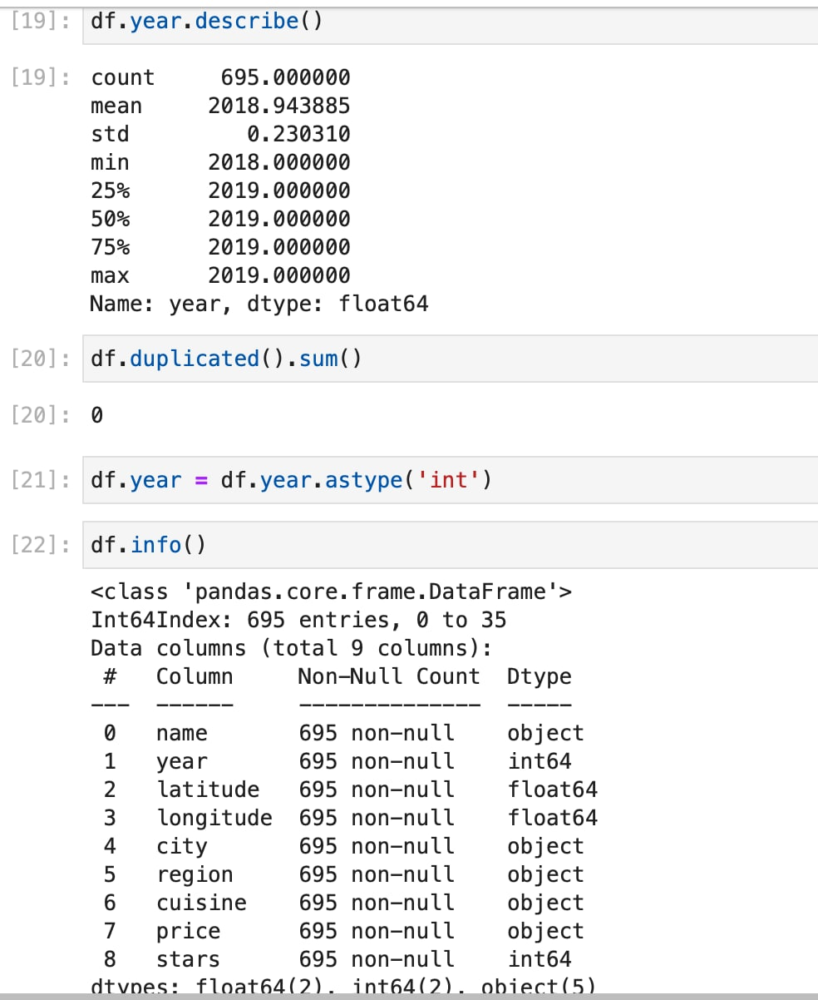 [19]: df.year.describe()
[19]: count 695.000000
mean 2018.943885
std 0.230310
min 2018.000000
25% 2019.000000
50% 2019.000000
75% 2019.000000
max 2019.000000
Name: year, dtype: float64
[20]: df.duplicated().sum()
[20]: 0
[21]: df.year = df.year.astype('int')
[22]: df.info()
<class 'pandas.core.frame.DataFrame'>
Int64Index: 695 entries, 0 to 35
Data columns (total 9 columns):
# Column Non-Null Count Dtype
--- ------ -------------- -----
0 name 695 non-null object
1 year 695 non-null int64
2 latitude 695 non-null float64
3 longitude 695 non-null float64
4 city 695 non-null object
5 region 695 non-null object
6 cuisine 695 non-null object
7 price 695 non-null object
8 stars 695 non-null int64
dtypes: float64(2), int64(2), object(5)